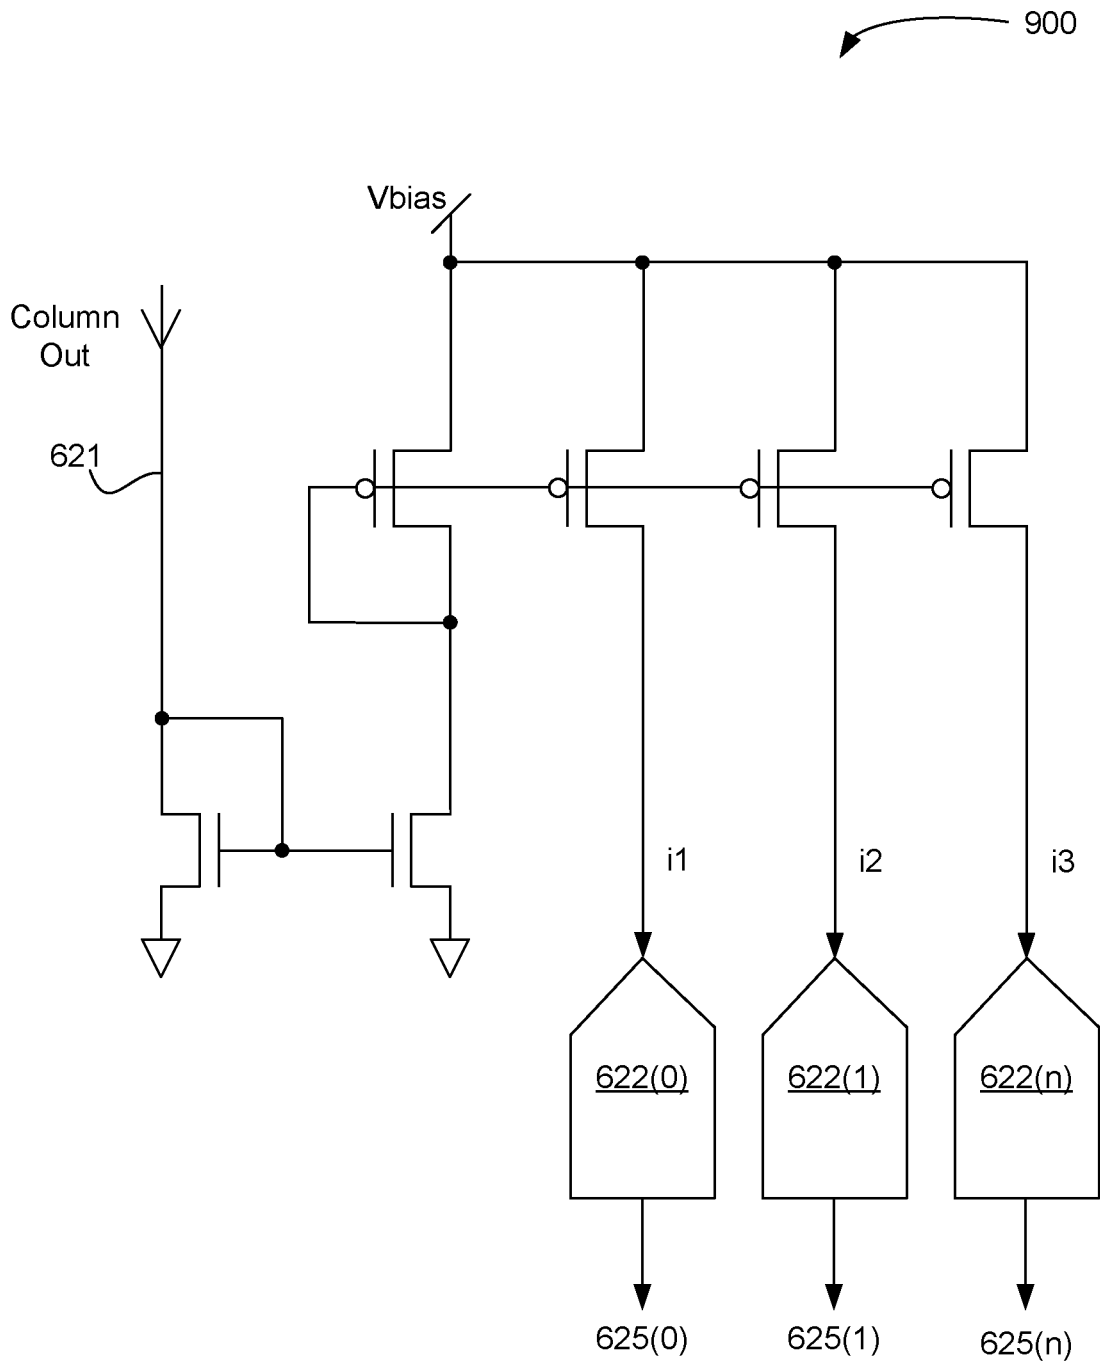 900
Vbias
Column
Out
621
i1
i2
i3
622(0)
622(1)
622(n)
625(0)
625(1)
625(n)